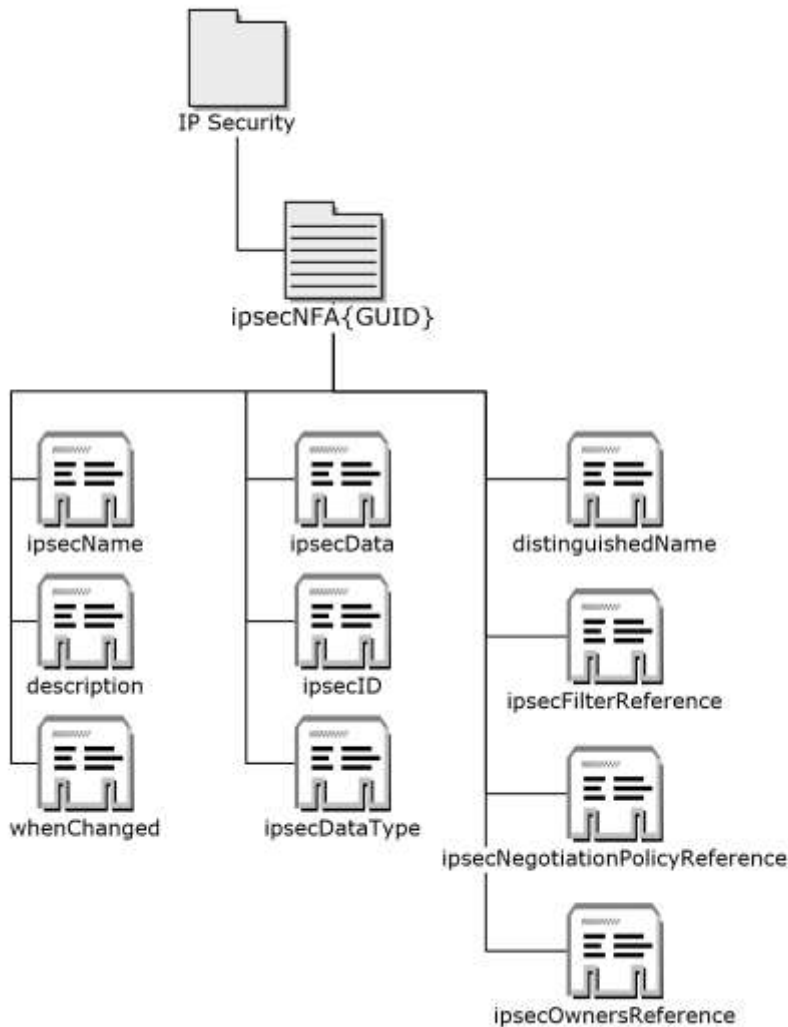 IP Security
ipsecNFA{GUID}
ipsecName
ipsecData
distinguishedName
description
ipsecID
ipsecFilterReference
whenChanged
ipsecDataType
ipsecNegotiationPolicyReference
ipsecOwnersReference